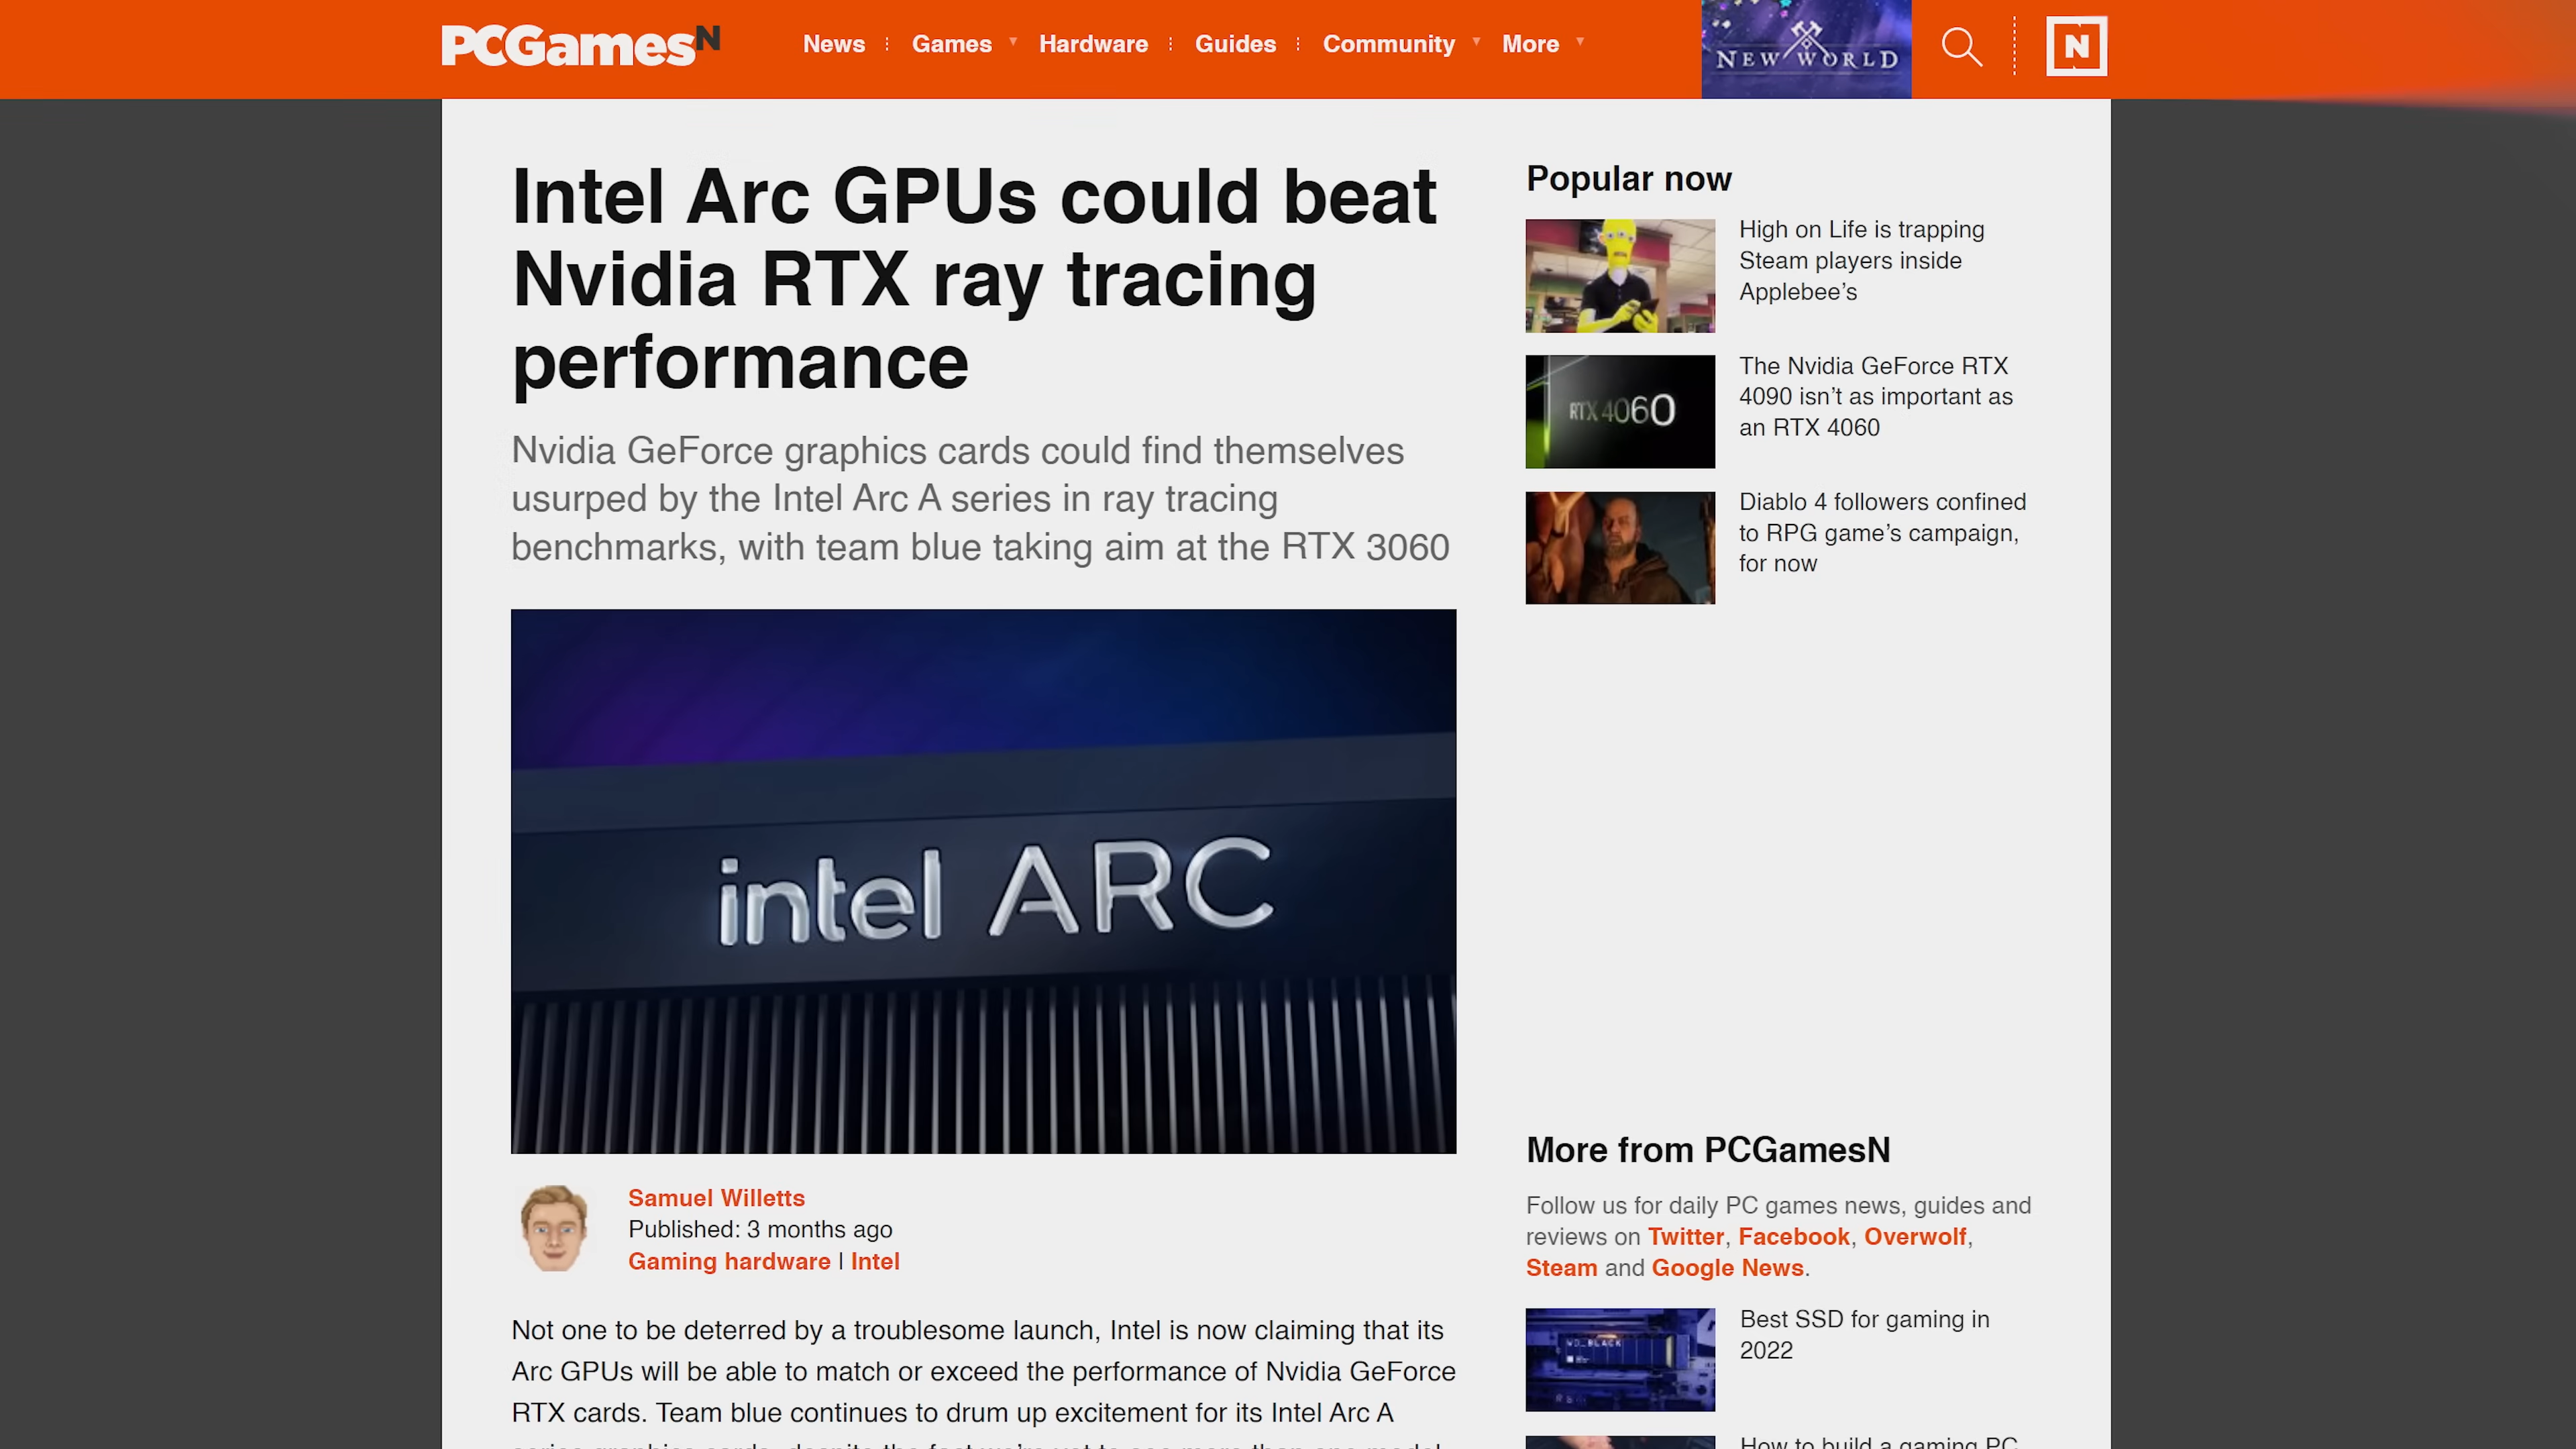 PCGamesN
News
Games
Hardware
Guides
Community
More
NEW WORLD
N
Intel Arc GPUs could beat
Nvidia RTX ray tracing
performance
Nvidia GeForce graphics cards could find themselves
usurped by the Intel Arc A series in ray tracing
benchmarks, with team blue taking aim at the RTX 3060
intel ARC
Samuel Willetts
Published: 3 months ago
Gaming hardware | Intel
Not one to be deterred by a troublesome launch, Intel is now claiming that its
Arc GPUs will be able to match or exceed the performance of Nvidia GeForce
RTX cards. Team blue continues to drum up excitement for its Intel Arc A
Popular now
High on Life is trapping
Steam players inside
Applebee's
RTX 4060
The Nvidia GeForce RTX
4090 isn't as important as
an RTX 4060
Diablo 4 followers confined
to RPG game's campaign,
for now
More from PCGamesN
Follow us for daily PC games news, guides and
reviews on Twitter, Facebook, Overwolf,
Steam and Google News.
WD_BLACK
Best SSD for gaming in
2022
How to build a gaming PC